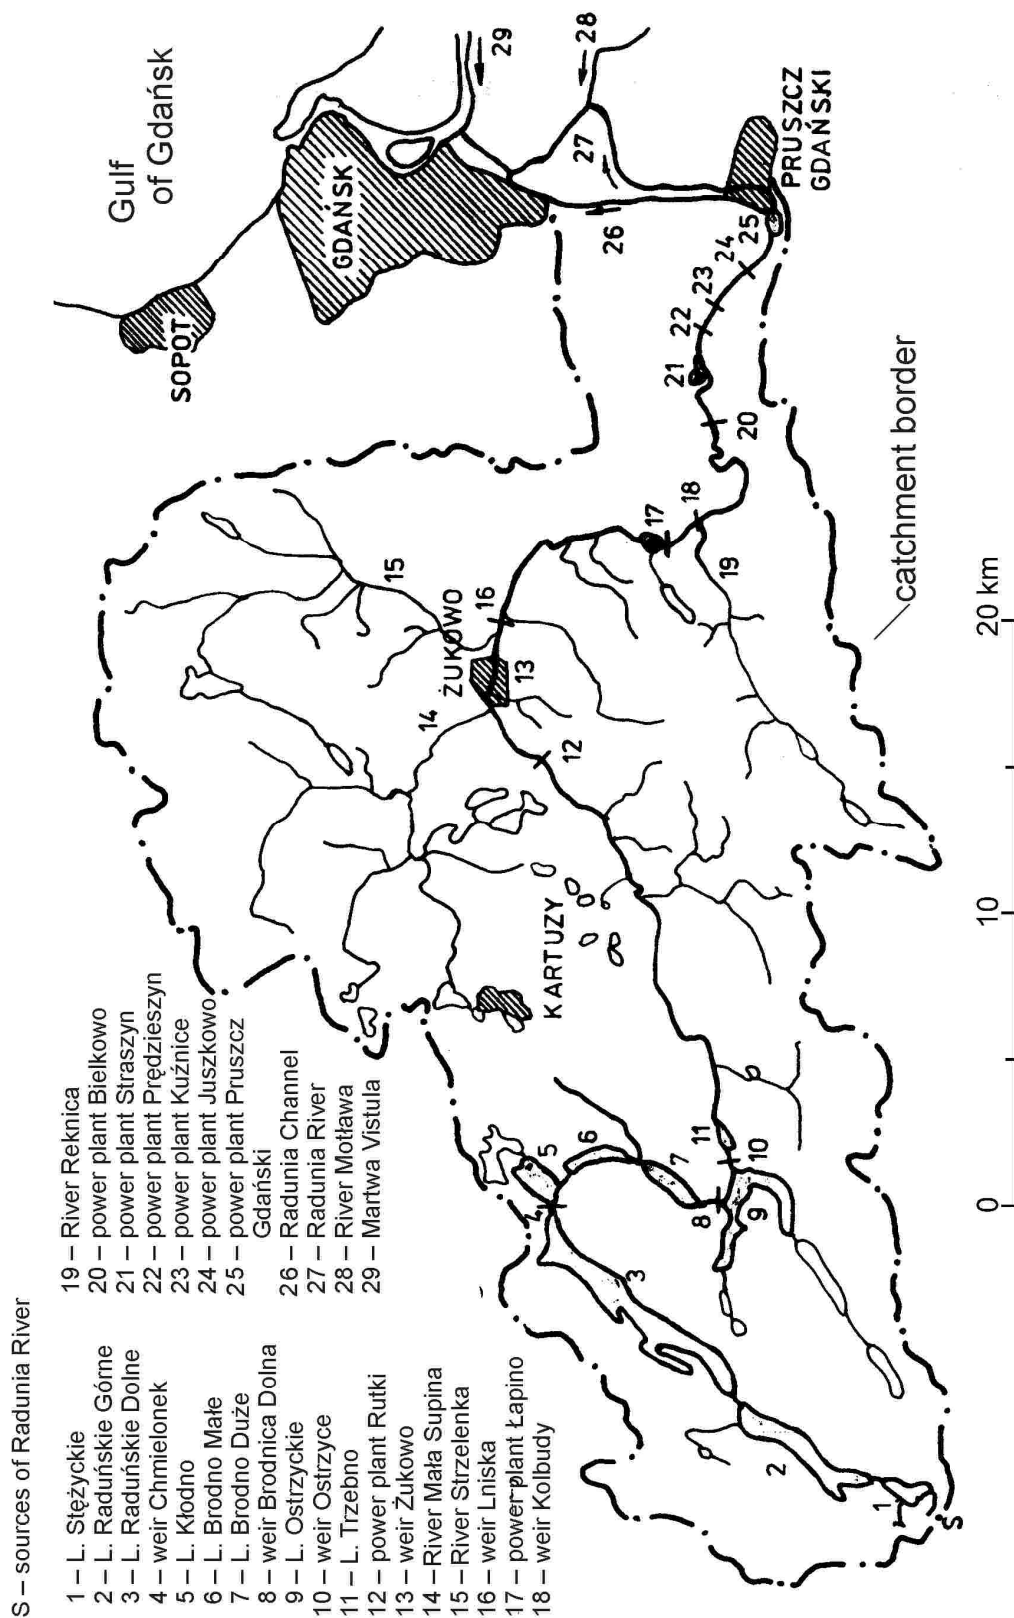 S – sources of Radunia River
1 – L. Stężyckie
2 – L. Raduńskie Górne
3 – L. Raduńskie Dolne
4 – weir Chmielonek
5 – L. Kłodno
6 – L. Brodno Małe
7 – L. Brodno Duże
8 – weir Brodnica Dolna
9 – L. Ostrzyckie
10 – weir Ostrzyce
11 – L. Trzebno
12 – power plant Rutki
13 – weir Żukowo
14 –River Mała Supina
15 –River Strzelenka
16 – weir Lniska
17 – power plant Łapino
18 – weir Kolbudy
19 – River Reknica
20 – power plant Bielkowo
21 – power plant Straszyn
22 – power plant Prędzieszyn
23 – power plant Kuźnice
24 – power plant Juszkowo
25 – power plant Pruszcz
Gdański
26 – Radunia Channel
27 – Radunia River
28 – River Motława
29 – Martwa Vistula
Gulf
of Gdańsk
SOPOT
GDAŃSK
29
28
27
26
PRUSZCZ
GDAŃSKI
25
24
23
22
21
20
18
17
19
15
16
ŻUKOWO
13
14
12
KARTUZY
11
10
9
8
7
6
5
4
3
2
1
S
catchment border
0
10
20 km